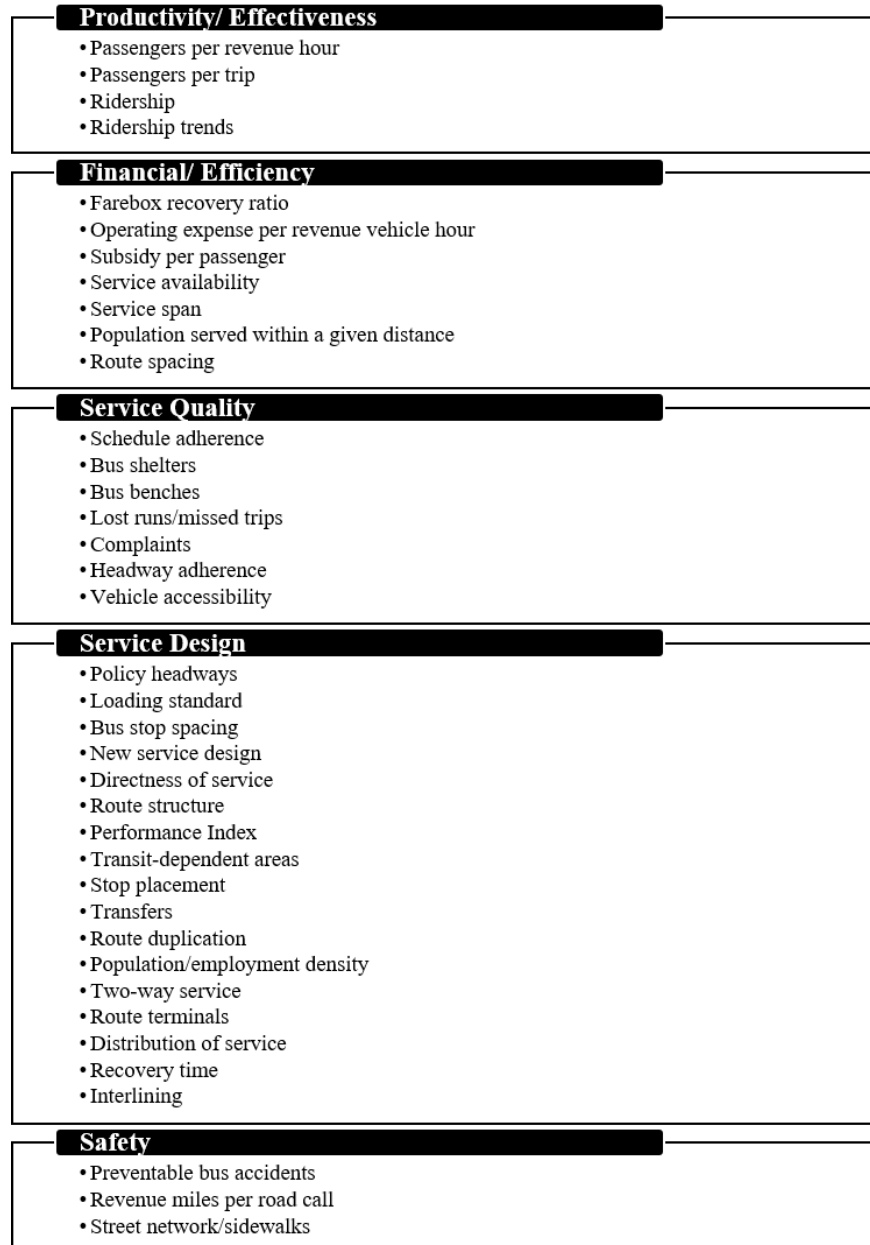 Productivity/ Effectiveness
• Passengers per revenue hour
• Passengers per trip
• Ridership
• Ridership trends
Financial/ Efficiency
• Farebox recovery ratio
• Operating expense per revenue vehicle hour
• Subsidy per passenger
• Service availability
• Service span
• Population served within a given distance
• Route spacing
Service Quality
• Schedule adherence
• Bus shelters
• Bus benches
• Lost runs/missed trips
• Complaints
• Headway adherence
• Vehicle accessibility
Service Design
• Policy headways
• Loading standard
• Bus stop spacing
• New service design
• Directness of service
• Route structure
• Performance Index
• Transit-dependent areas
• Stop placement
• Transfers
• Route duplication
• Population/employment density
• Two-way service
• Route terminals
• Distribution of service
• Recovery time
• Interlining
Safety
• Preventable bus accidents
• Revenue miles per road call
• Street network/sidewalks